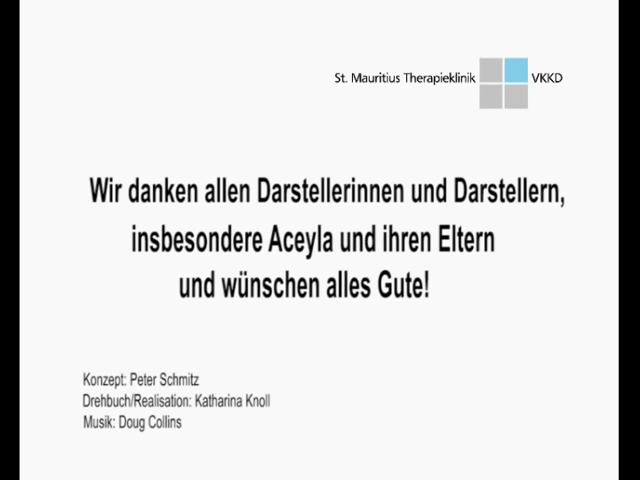 St. Mauritius Therapieklinik VKKD
Wir danken allen Darstellerinnen und Darstellern,
insbesondere Aceyla und ihren Eltern
und wünschen alles Gute!
Konzept: Peter Schmitz
Drehbuch/Realisation: Katharina Knoll
Musik: Doug Collins